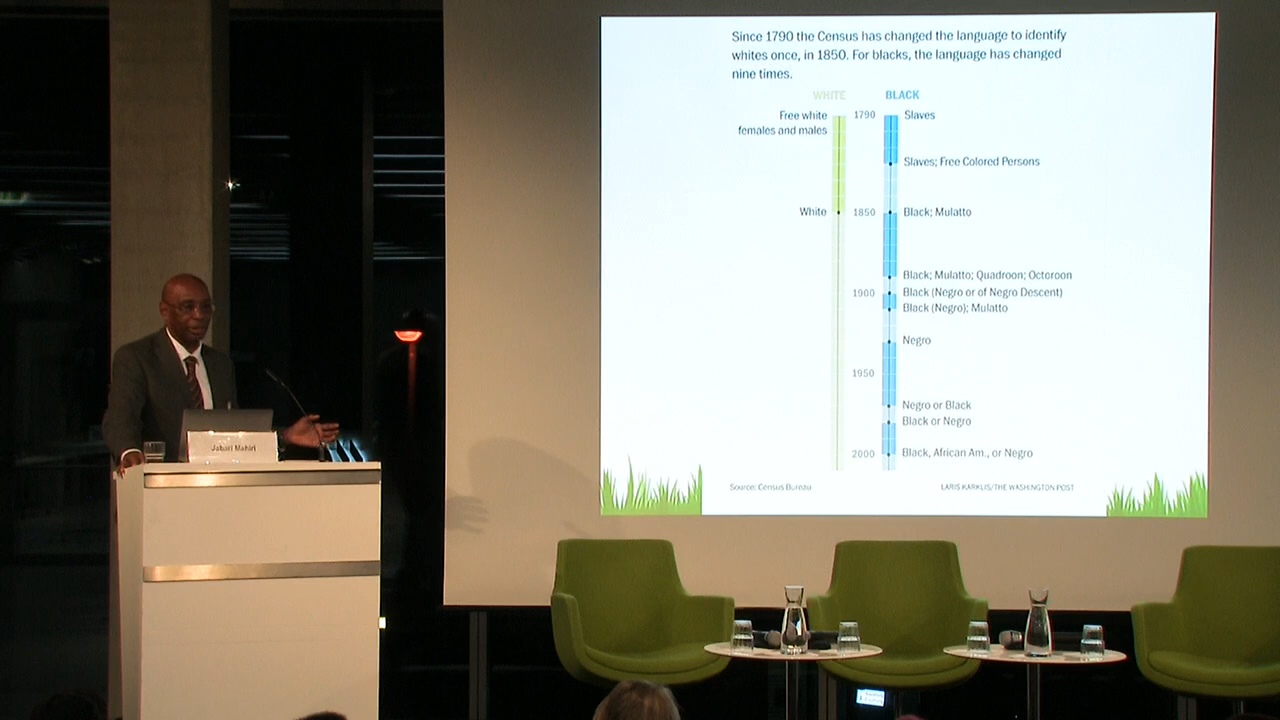 Since 1790 the Census has changed the language to identify
whites once, in 1850. For blacks, the language has changed
nine times.
WHITE BLACK
Free white 1790 Slaves
females and males
Slaves; Free Colored Persons
White 1850 Black; Mulatto
Black; Mulatto; Quadroon; Octoroon
1900 Black (Negro or of Negro Descent)
Black (Negro); Mulatto
Negro
1950
Negro or Black
Black or Negro
2000 Black, African Am., or Negro
Source: Census Bureau LARIS KARKLIS/THE WASHINGTON POST
Jabari Mahiri